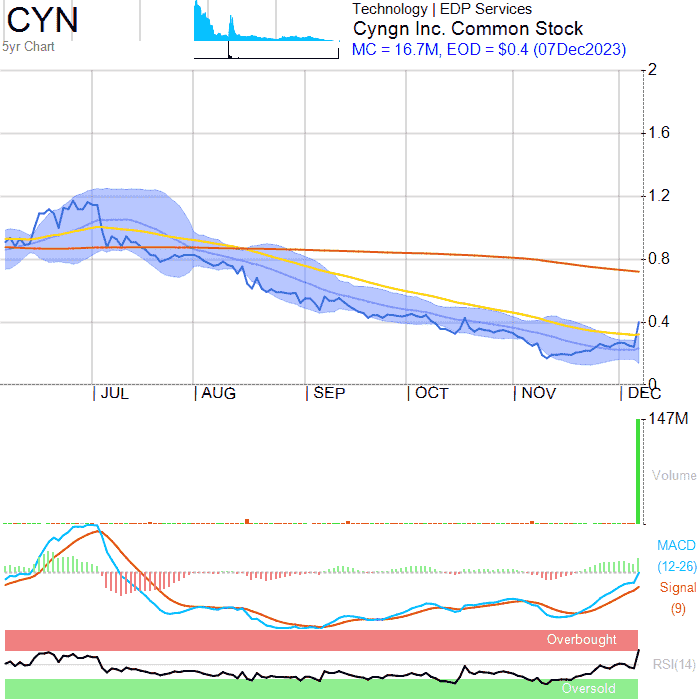 CYN
5yr Chart
Technology | EDP Services
Cyngn Inc. Common Stock
MC = 16.7M, EOD = $0.4 (07Dec2023)
2
1.6
1.2
0.8
0.4
0
JUL AUG SEP OCT NOV DEC
147M
Volume
MACD
(12-26)
Signal
(9)
Overbought
RSI(14)
Oversold